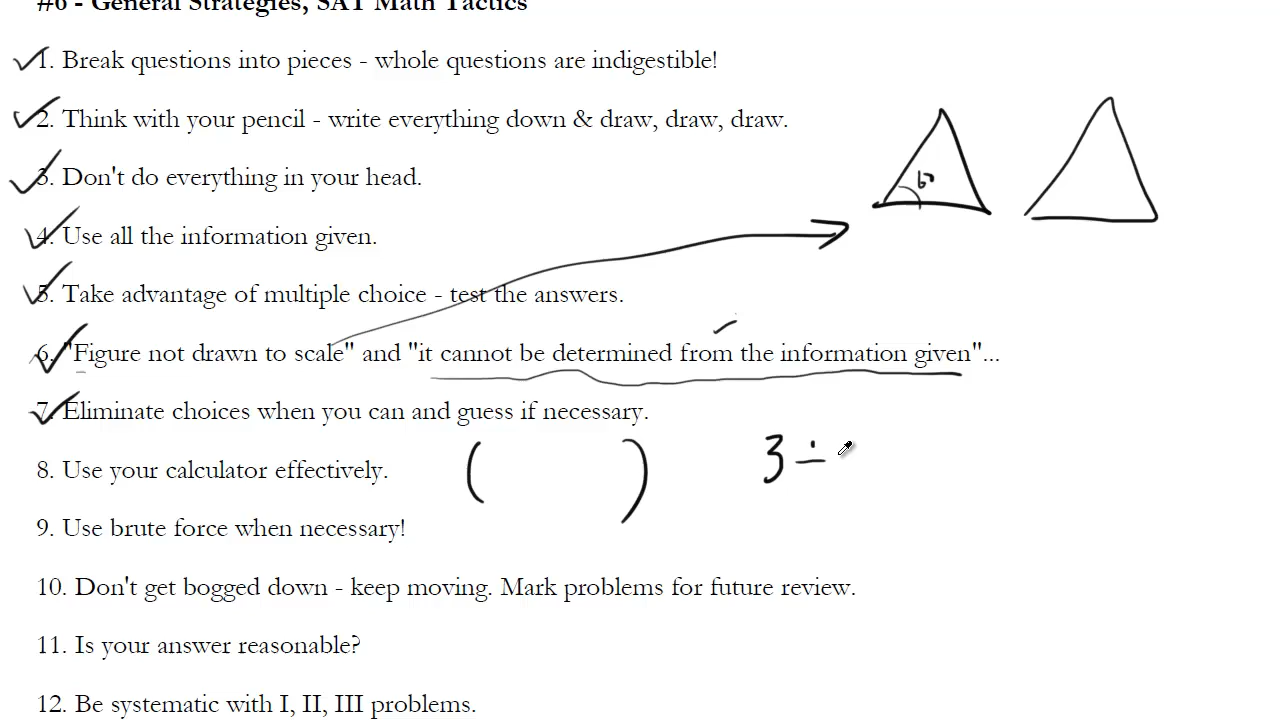 #6 - General Strategies, SAT Math Tactics
1. Break questions into pieces - whole questions are indigestible!
2. Think with your pencil - write everything down & draw, draw, draw.
3. Don't do everything in your head.
4. Use all the information given.
5. Take advantage of multiple choice - test the answers.
6. "Figure not drawn to scale" and "it cannot be determined from the information given"...
7. Eliminate choices when you can and guess if necessary.
8. Use your calculator effectively. ( ) 3 ÷
9. Use brute force when necessary!
10. Don't get bogged down - keep moving. Mark problems for future review.
11. Is your answer reasonable?
12. Be systematic with I, II, III problems.